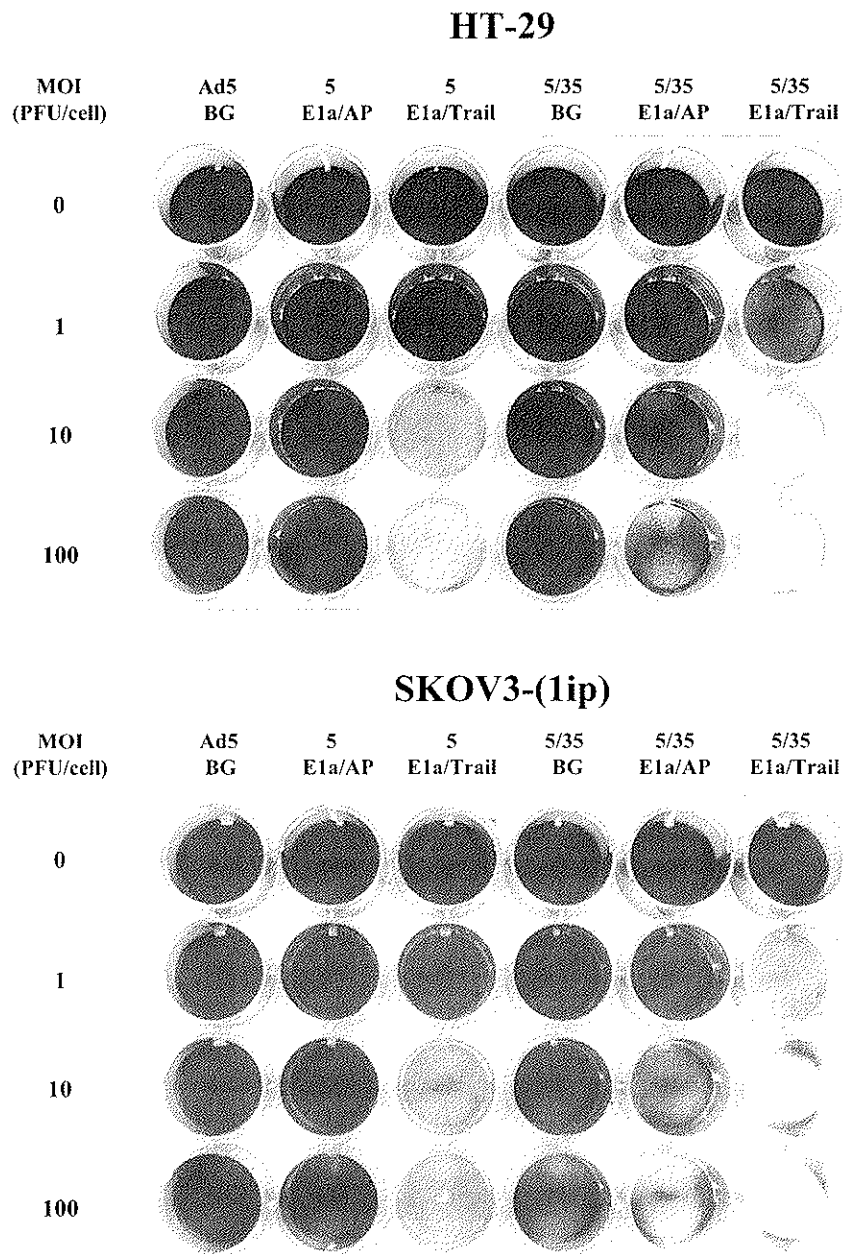 HT-29
MOI Ad5 5 5 5/35 5/35 5/35
(PFU/cell) BG E1a/AP E1a/Trail BG E1a/AP E1a/Trail
0
1
10
100
SKOV3-(1ip)
MOI Ad5 5 5 5/35 5/35 5/35
(PFU/cell) BG E1a/AP E1a/Trail BG E1a/AP E1a/Trail
0
1
10
100